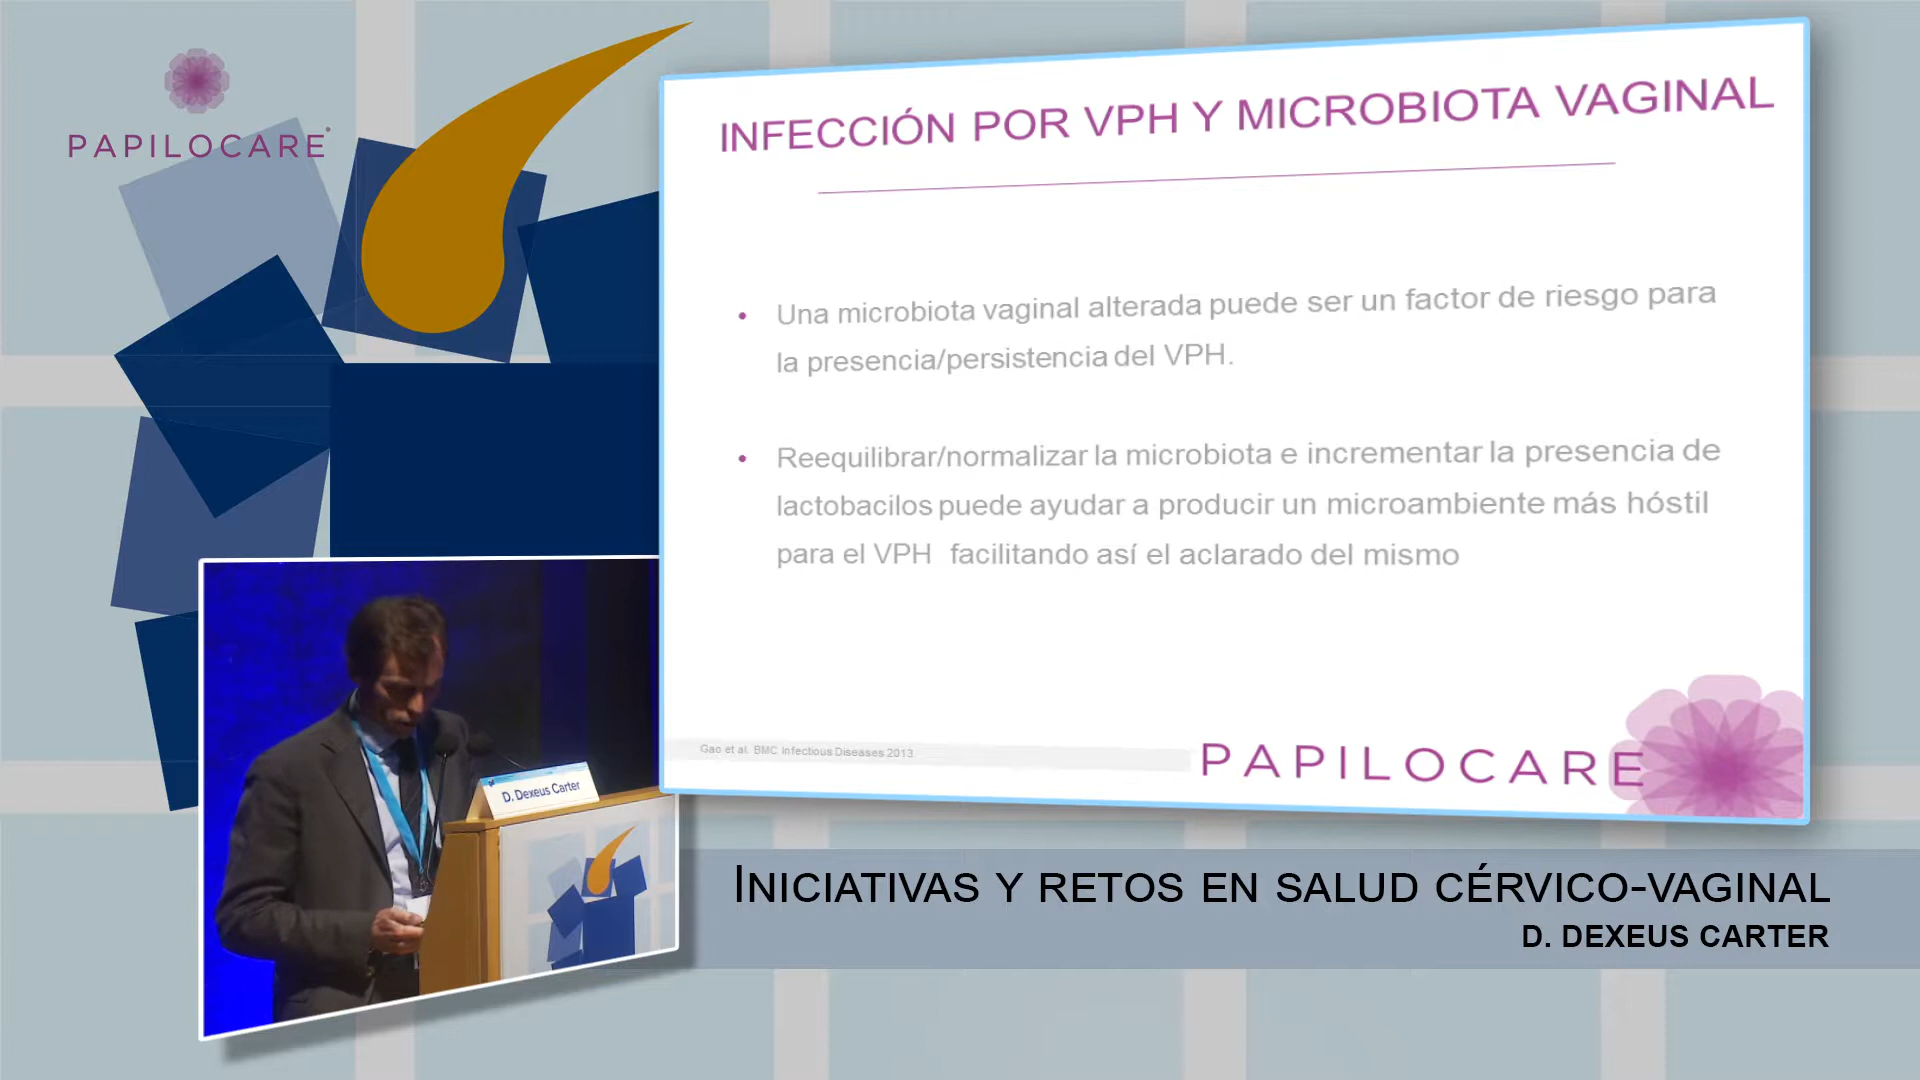 PAPILOCARE
INFECCIÓN POR VPH Y MICROBIOTA VAGINAL
• Una microbiota vaginal alterada puede ser un factor de riesgo para
la presencia/persistencia del VPH.
• Reequilibrar/normalizar la microbiota e incrementar la presencia de
lactobacilos puede ayudar a producir un microambiente más hóstil
para el VPH facilitando así el aclarado del mismo
Gao et al. BMC Infectious Diseases 2013
PAPILOCARE
D. Dexeus Carter
INICIATIVAS Y RETOS EN SALUD CÉRVICO-VAGINAL
D. DEXEUS CARTER